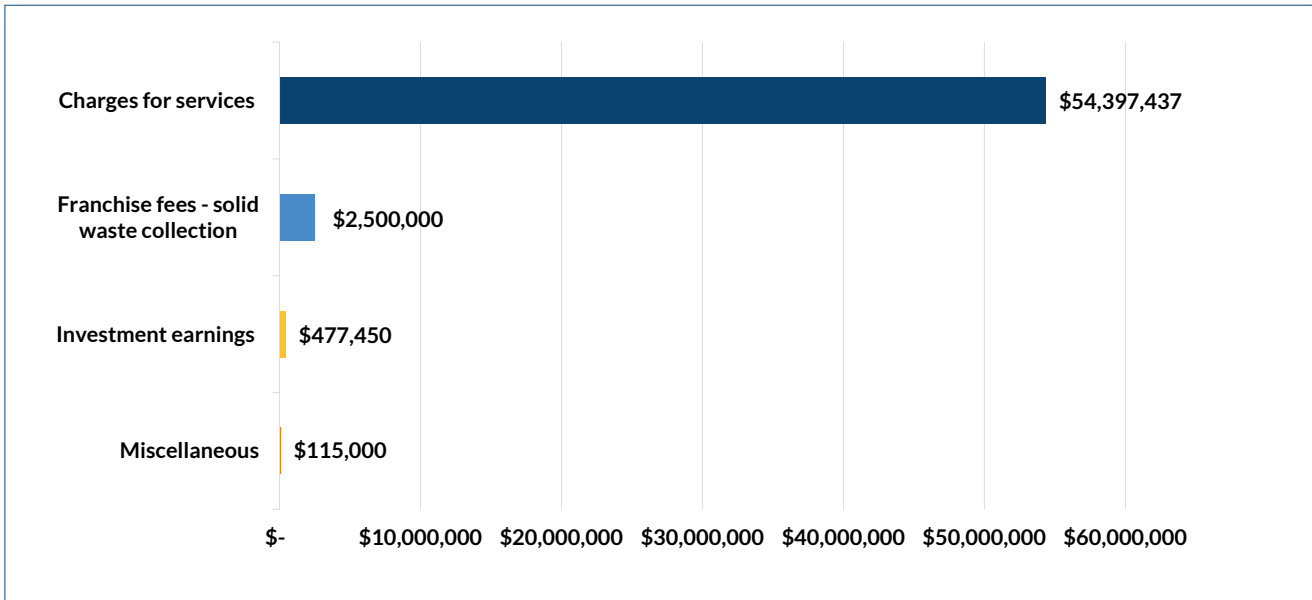 Charges for services
$54,397,437
Franchise fees - solid
waste collection
$2,500,000
Investment earnings
$477,450
Miscellaneous
$115,000
$-
$10,000,000
$20,000,000
$30,000,000
$40,000,000
$50,000,000
$60,000,000